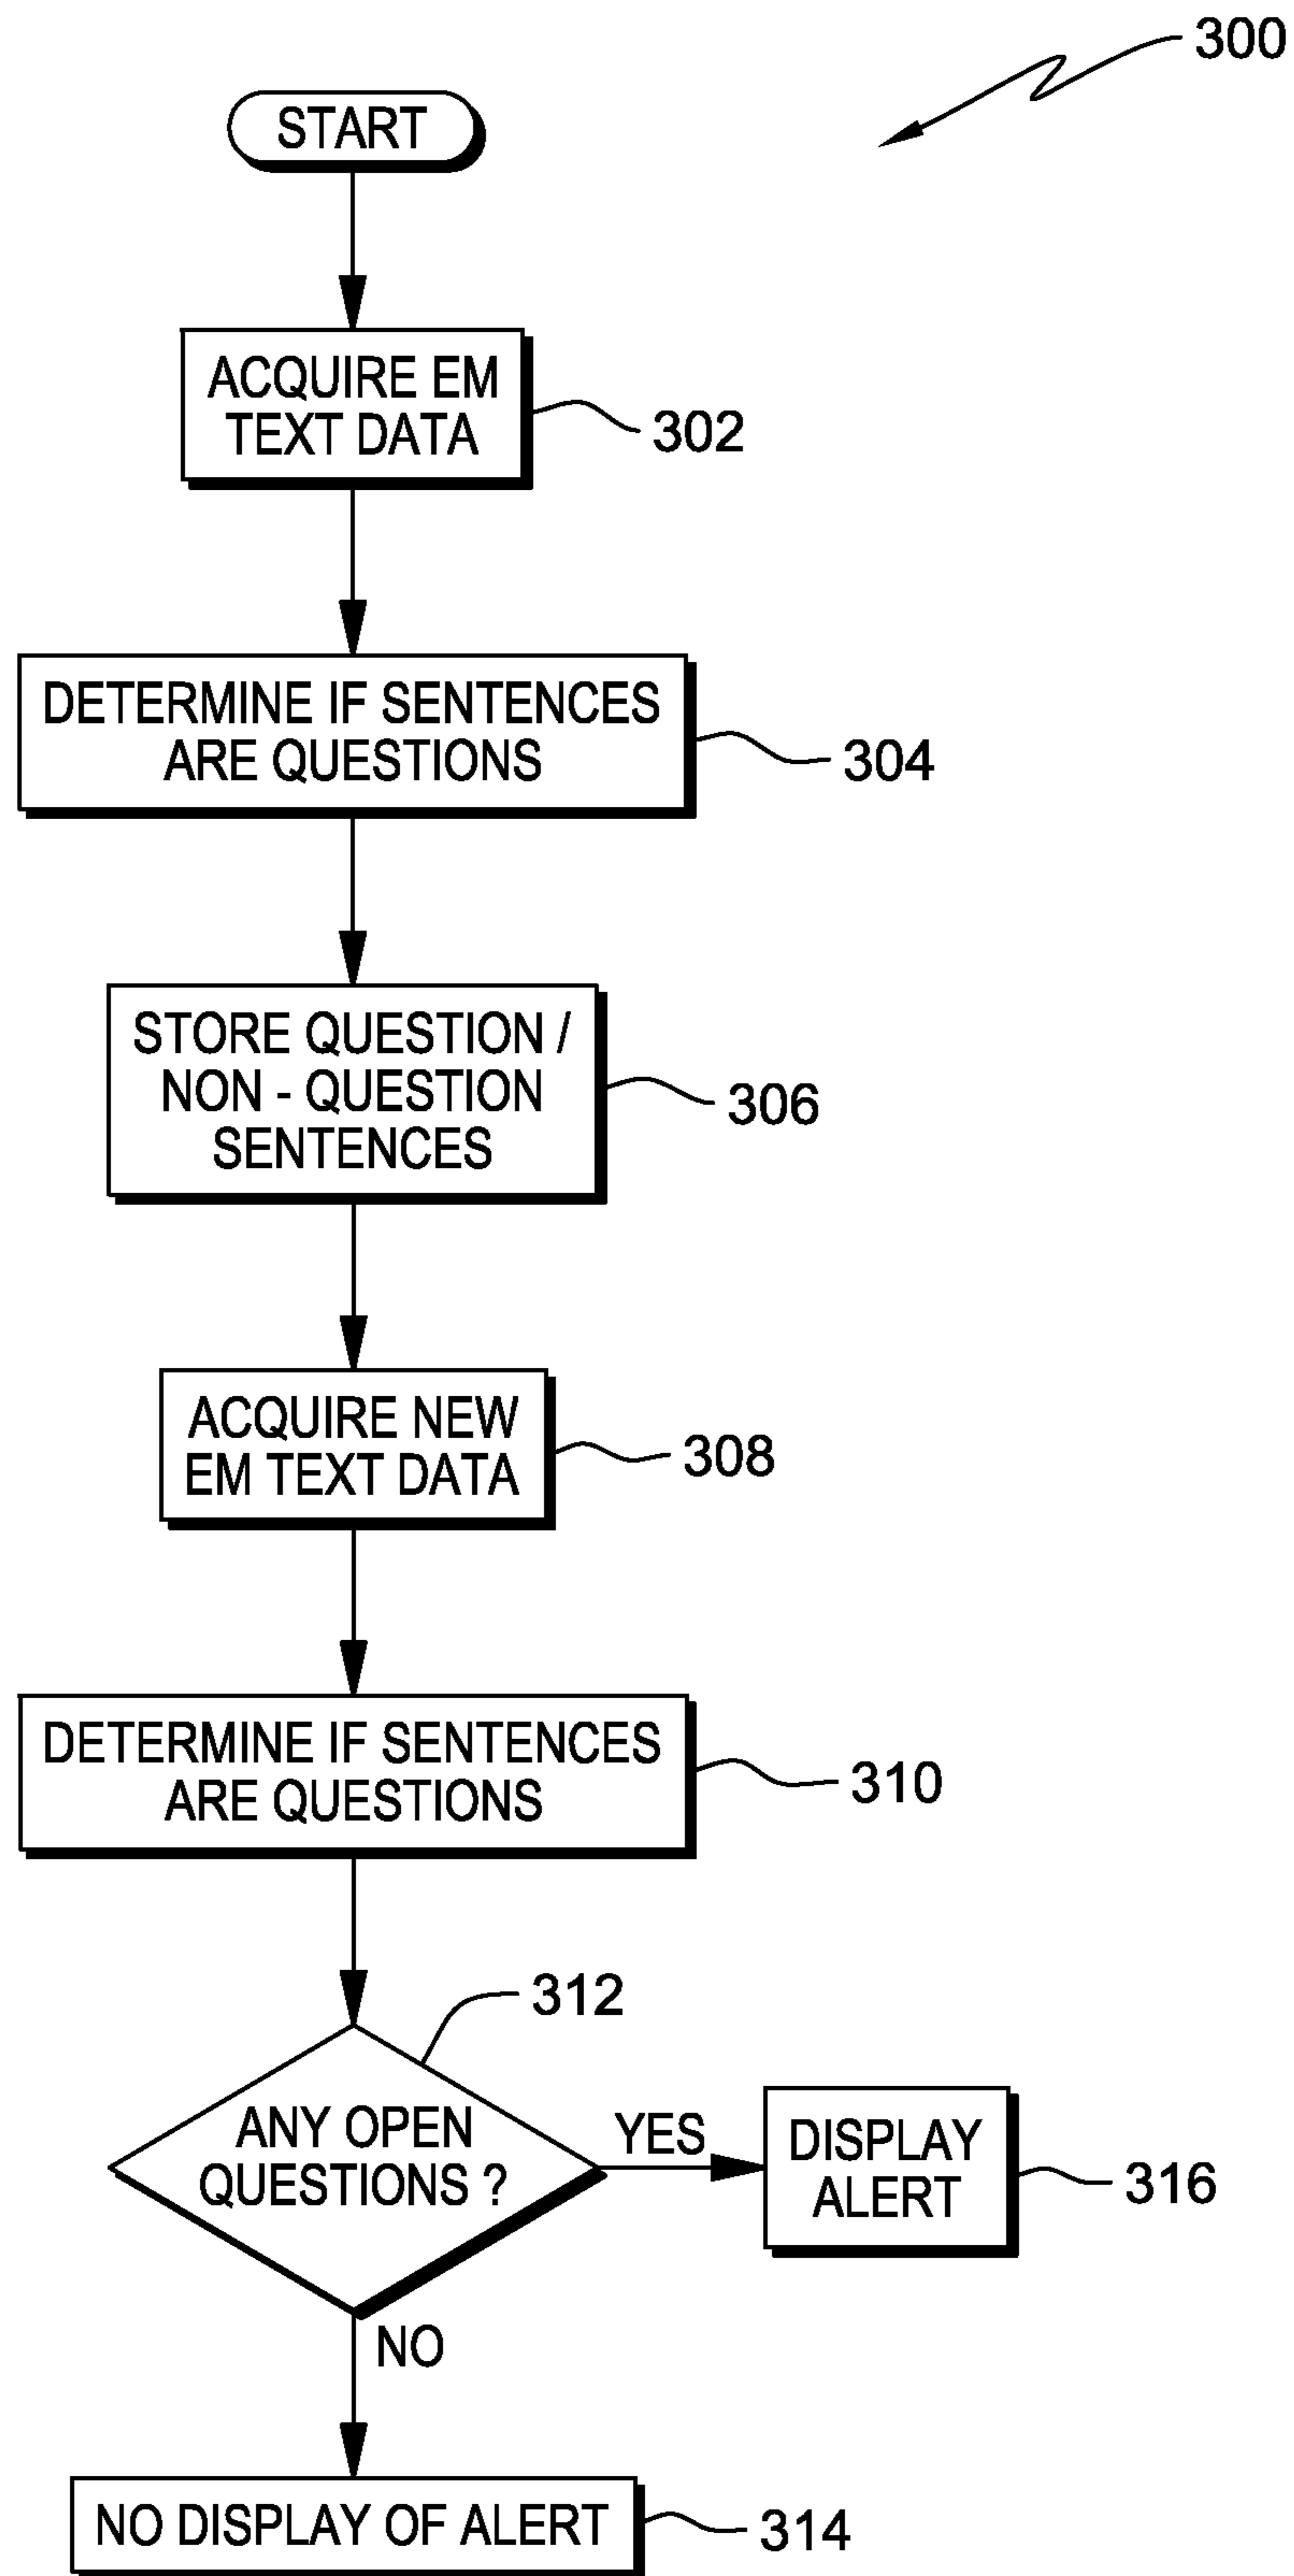 300
START
ACQUIRE EM
TEXT DATA
302
DETERMINE IF SENTENCES
ARE QUESTIONS
304
STORE QUESTION /
NON - QUESTION
SENTENCES
306
ACQUIRE NEW
EM TEXT DATA
308
DETERMINE IF SENTENCES
ARE QUESTIONS
310
312
ANY OPEN
QUESTIONS ?
YES
DISPLAY
ALERT
316
NO
NO DISPLAY OF ALERT
314